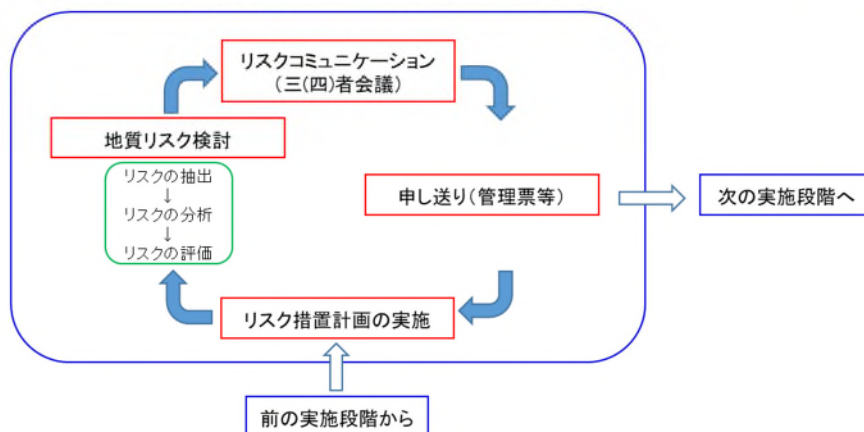 リスクコミュニケーション
（三(四)者会議）
地質リスク検討
リスクの抽出
↓
リスクの分析
↓
リスクの評価
申し送り（管理票等）
次の実施段階へ
リスク措置計画の実施
前の実施段階から